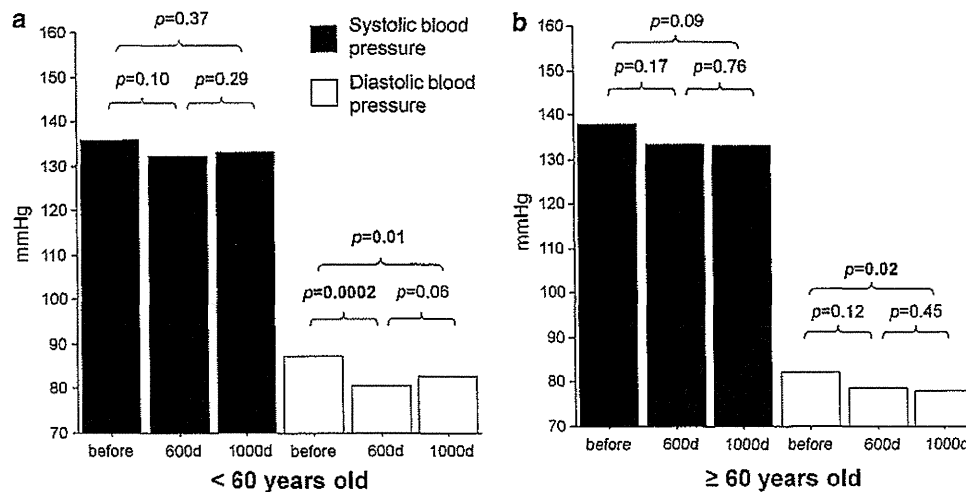 a
160
150
140
130
120
110
100
90
80
70
mmHg
p=0.37
p=0.10
p=0.29
Systolic blood
pressure
Diastolic blood
pressure
p=0.01
p=0.0002
p=0.06
before
600d
1000d
before
600d
1000d
< 60 years old
b
160
150
140
130
120
110
100
90
80
70
mmHg
p=0.09
p=0.17
p=0.76
p=0.02
p=0.12
p=0.45
before
600d
1000d
before
600d
1000d
≥ 60 years old